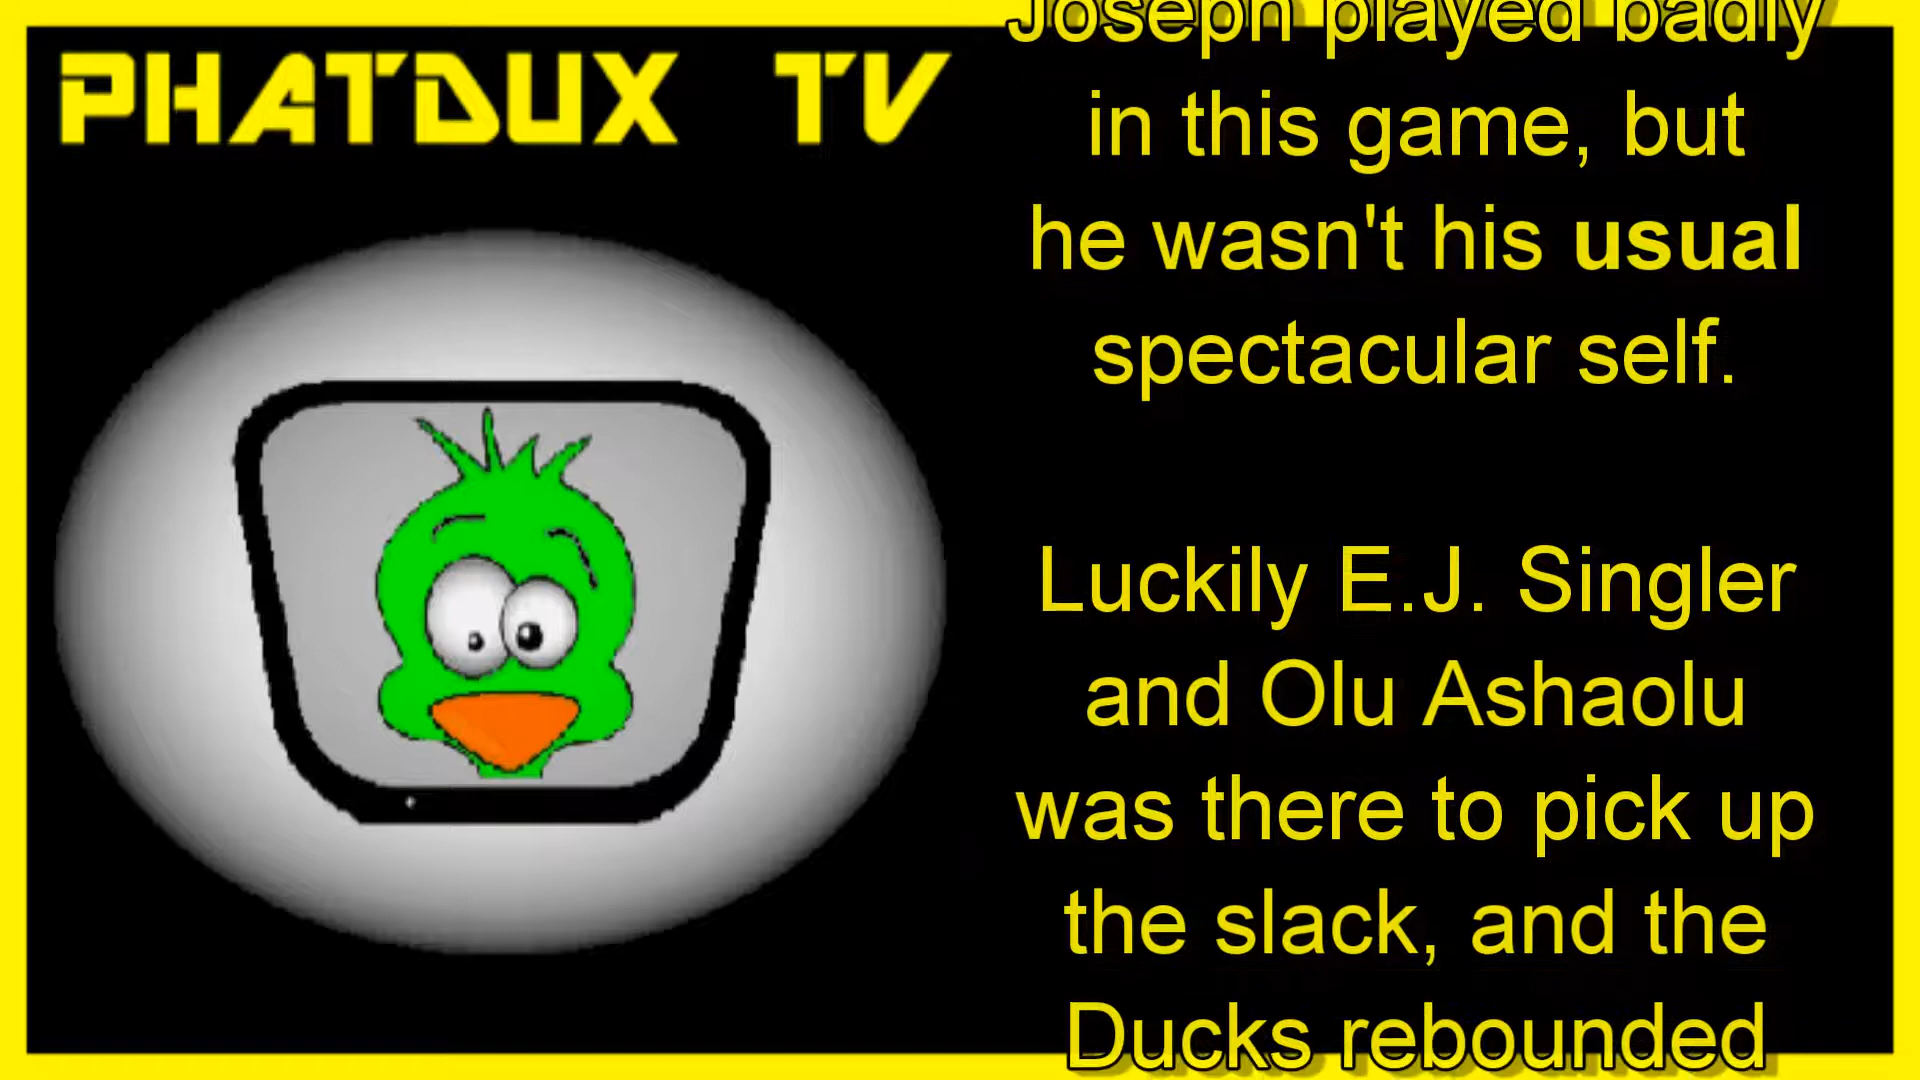 PHATDUX TV
Joseph played badly
in this game, but
he wasn't his usual
spectacular self.
Luckily E.J. Singler
and Olu Ashaolu
was there to pick up
the slack, and the
Ducks rebounded